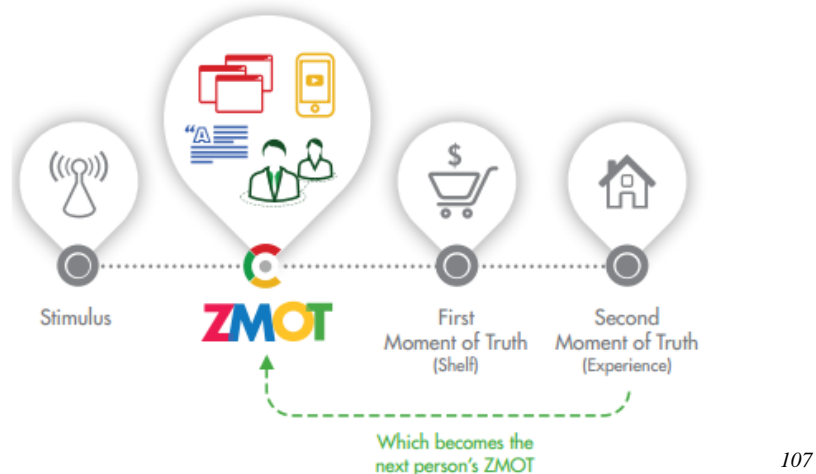 "A
$
Stimulus
ZMOT
First
Moment of Truth
(Shelf)
Second
Moment of Truth
(Experience)
Which becomes the
next person's ZMOT
107